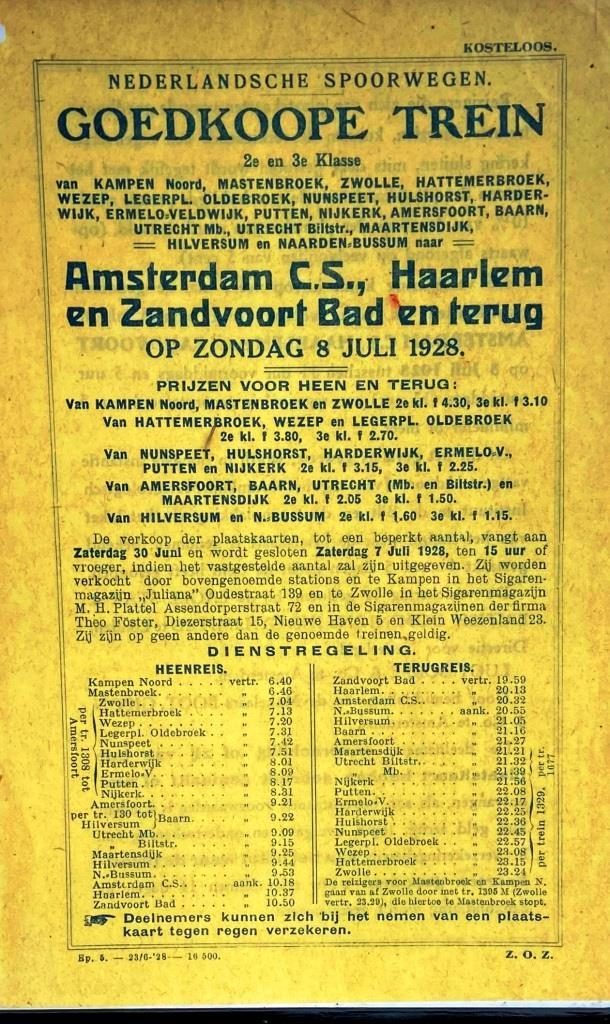 KOSTELOOS.
NEDERLANDSCHE SPOORWEGEN.
GOEDKOOPE TREIN
2e en 3e Klasse
van KAMPEN Noord, MASTENBROEK, ZWOLLE, HATTEMERBROEK,
WEZEP, LEGERPL. OLDEBROEK, NUNSPEET, HULSHORST, HARDER-
WIJK, ERMELO-VELDWIJK, PUTTEN, NIJKERK, AMERSFOORT, BAARN,
UTRECHT Mb., UTRECHT Biltstr., MAARTENSDIJK,
HILVERSUM en NAARDEN-BUSSUM naar
Amsterdam C.S., Haarlem
en Zandvoort Bad en terug
OP ZONDAG 8 JULI 1928.
PRIJZEN VOOR HEEN EN TERUG:
Van KAMPEN Noord, MASTENBROEK en ZWOLLE 2e kl. f 4.30, 3e kl. f 3.10
Van HATTEMERBROEK, WEZEP en LEGERPL. OLDEBROEK
2e kl. f 3.80, 3e kl. f 2.70.
Van NUNSPEET, HULSHORST, HARDERWIJK, ERMELO-V.,
PUTTEN en NIJKERK 2e kl. f 3.15, 3e kl. f 2.25.
Van AMERSFOORT, BAARN, UTRECHT (Mb. en Biltstr.) en
MAARTENSDIJK 2e kl. f 2.05 3e kl. f 1.50.
Van HILVERSUM en N.-BUSSUM 2e kl. f 1.60 3e kl. f 1.15.
De verkoop der plaatskaarten, tot een beperkt aantal, vangt aan
Zaterdag 30 Juni en wordt gesloten Zaterdag 7 Juli 1928, ten 15 uur of
vroeger, indien het vastgestelde aantal zal zijn uitgegeven. Zij worden
verkocht door bovengenoemde stations en te Kampen in het Sigaren-
magazijn „Juliana" Oudestraat 139 en te Zwolle in het Sigarenmagazijn
M. H. Plattel Assendorperstraat 72 en in de Sigarenmagazijnen der firma
Theo Föster, Diezerstraat 15, Nieuwe Haven 5 en Klein Weezenland 23.
Zij zijn op geen andere dan de genoemde treinen geldig.
DIENSTREGELING.
HEENREIS.
Kampen Noord . . . . . vertr. 6.40
Mastenbroek . . . . . . „ 6.46
Zwolle . . . . . . . „ 7.04
Hattemerbroek . . . . . „ 7.13
Wezep . . . . . . . „ 7.20
Legerpl. Oldebroek . . . „ 7.31
Nunspeet . . . . . . „ 7.42
Hulshorst . . . . . . „ 7.51
Harderwijk . . . . . . „ 8.01
Ermelo-V. . . . . . . „ 8.09
Putten . . . . . . . „ 8.17
Nijkerk . . . . . . . „ 8.31
per tr. 1308 tot
Amersfoort
Amersfoort . . . . . . „ 9.21
per tr. 130 tot
Hilversum
Baarn . . . . . . „ 9.22
Utrecht Mb. . . . . . . „ 9.09
„ Biltstr. . . . . . „ 9.15
Maartensdijk . . . . . . „ 9.25
Hilversum . . . . . . . „ 9.44
N.-Bussum . . . . . . . „ 9.53
Amsterdam C.S. . . . . aank. 10.18
Haarlem . . . . . . . „ 10.37
Zandvoort Bad . . . . . „ 10.50
TERUGREIS.
Zandvoort Bad . . . . . vertr. 19.59
Haarlem . . . . . . . „ 20.13
Amsterdam C.S. . . . . . „ 20.32
N.-Bussum . . . . . . aank. 20.55
Hilversum . . . . . . . „ 21.05
Baarn . . . . . . . . „ 21.16
Amersfoort . . . . . . „ 21.27
Maartensdijk . . . . . . „ 21.21
Utrecht Biltstr. . . . . . „ 21.32
„ Mb. . . . . . . „ 21.39
per tr.
1677
Nijkerk . . . . . . . „ 21.56
Putten . . . . . . . . „ 22.08
Ermelo-V. . . . . . . . „ 22.17
Harderwijk . . . . . . „ 22.25
Hulshorst . . . . . . . „ 22.36
Nunspeet . . . . . . . „ 22.45
Legerpl. Oldebroek . . . . „ 22.57
Wezep . . . . . . . . „ 23.08
Hattemerbroek . . . . . „ 23.15
Zwolle . . . . . . . . „ 23.24
per trein 1329,
De reizigers voor Mastenbroek en Kampen N.
gaan van af Zwolle door met tr. 1395 M (Zwolle
vertr. 23.29), die hiertoe te Mastenbroek stopt.
Deelnemers kunnen zich bij het nemen van een plaats-
kaart tegen regen verzekeren.
Ep. 5. — 23/6-'28 — 16 500.
Z. O. Z.